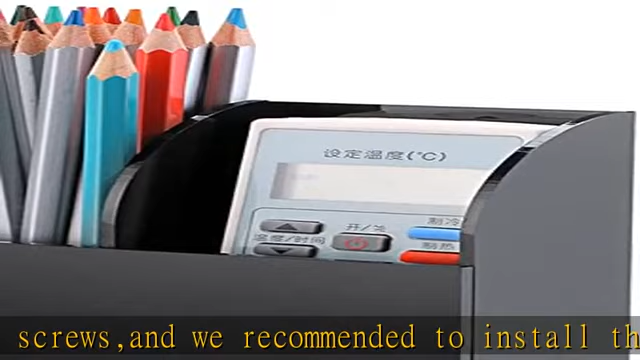 设定温度(℃)
制冷
开/关
温度/时间
制热
screws,and we recommended to install th